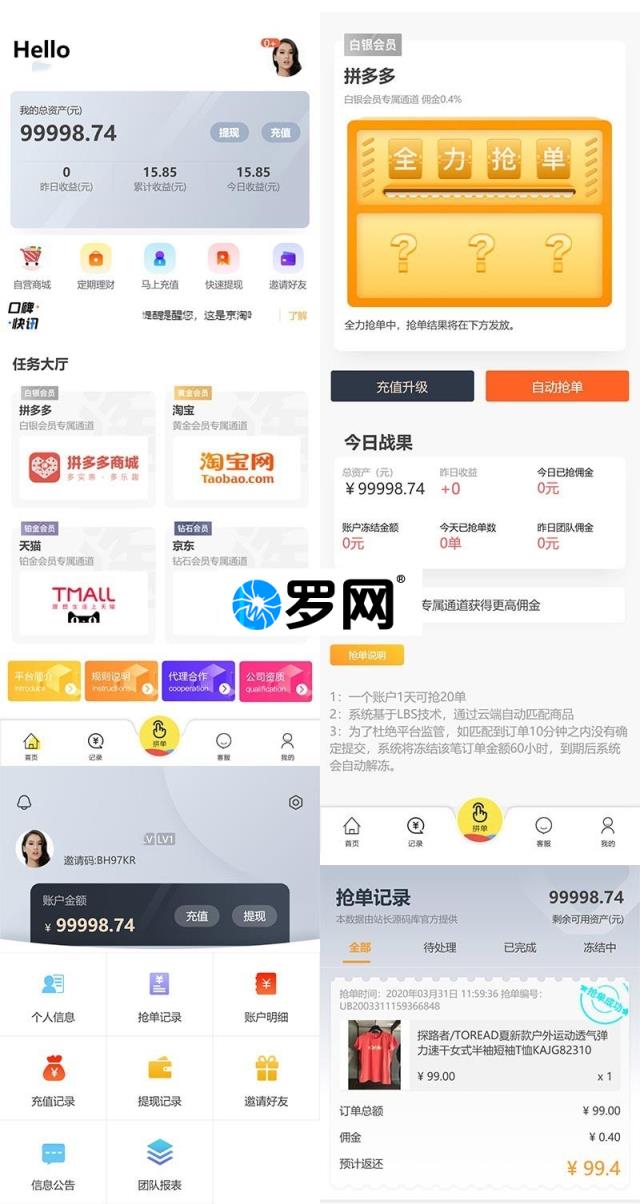 Hello
0+
我的总资产(元)
99998.74
提现
充值
0
15.85
15.85
昨日收益(元)
累计收益(元)
今日收益(元)
自营商城
定期理财
马上充值
快速提现
邀请好友
口碑
快讯
提醒您，这是京淘
了解
任务大厅
白银会员
拼多多
白银会员专属通道
拼多多商城
多实惠·多乐趣
黄金会员
淘宝
黄金会员专属通道
淘宝网
Taobao.com
铂金会员
天猫
铂金会员专属通道
TMALL
理想生活上天猫
钻石会员
京东
钻石会员专属通道
平台简介
introduce
规则说明
instructions
代理合作
cooperation
公司资质
qualification
首页
记录
拼单
客服
我的
白银会员
拼多多
白银会员专属通道 佣金0.4%
全力抢单
? ? ?
全力抢单中，抢单结果将在下方发放。
充值升级
自动抢单
今日战果
总资产（元）
昨日收益
今日已抢佣金
￥99998.74
+0
0元
账户冻结金额
今天已抢单数
昨日团队佣金
0元
0单
0元
罗网®
专属通道获得更高佣金
抢单说明
1：一个账户1天可抢20单
2：系统基于LBS技术，通过云端自动匹配商品
3：为了杜绝平台监管，如匹配到订单10分钟之内没有确
定提交，系统将冻结该笔订单金额60小时，到期后系统
会自动解冻。
首页
记录
拼单
客服
我的
V LV1
邀请码:BH97KR
账户金额
¥ 99998.74
充值
提现
个人信息
抢单记录
账户明细
充值记录
提现记录
邀请好友
信息公告
团队报表
抢单记录
99998.74
本数据由站长源码库官方提供
剩余可用资产(元)
全部
待处理
已完成
冻结中
抢单时间：2020年03月31日 11:59:36 抢单编号：
UB2003311159366848
抢单成功
探路者/TOREAD夏新款户外运动透气弹
力速干女式半袖短袖T恤KAJG82310
¥ 99.00
x 1
订单总额
¥ 99.00
佣金
¥ 0.40
预计返还
¥ 99.4